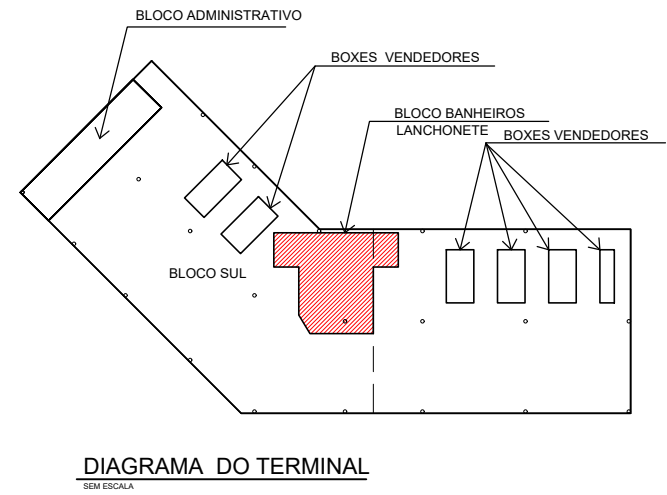 BLOCO ADMINISTRATIVO
BOXES VENDEDORES
BLOCO BANHEIROS
LANCHONETE
BOXES VENDEDORES
BLOCO SUL
DIAGRAMA DO TERMINAL
SEM ESCALA